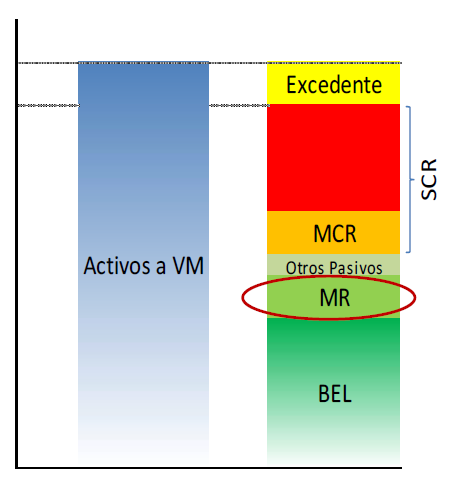 Excedente
SCR
MCR
Activos a VM
Otros Pasivos
MR
BEL